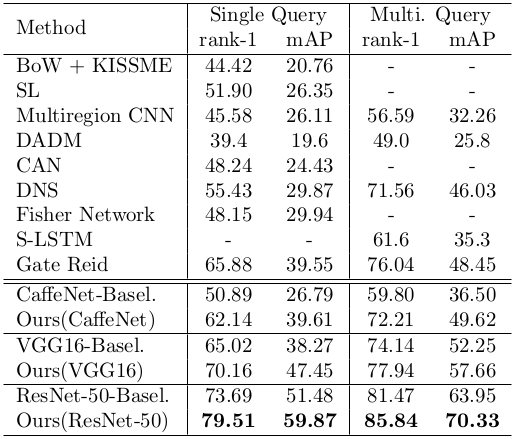 Method Single Query Multi. Query
rank-1 mAP rank-1 mAP
BoW + KISSME 44.42 20.76 - -
SL 51.90 26.35 - -
Multiregion CNN 45.58 26.11 56.59 32.26
DADM 39.4 19.6 49.0 25.8
CAN 48.24 24.43 - -
DNS 55.43 29.87 71.56 46.03
Fisher Network 48.15 29.94 - -
S-LSTM - - 61.6 35.3
Gate Reid 65.88 39.55 76.04 48.45
CaffeNet-Basel. 50.89 26.79 59.80 36.50
Ours(CaffeNet) 62.14 39.61 72.21 49.62
VGG16-Basel. 65.02 38.27 74.14 52.25
Ours(VGG16) 70.16 47.45 77.94 57.66
ResNet-50-Basel. 73.69 51.48 81.47 63.95
Ours(ResNet-50) 79.51 59.87 85.84 70.33